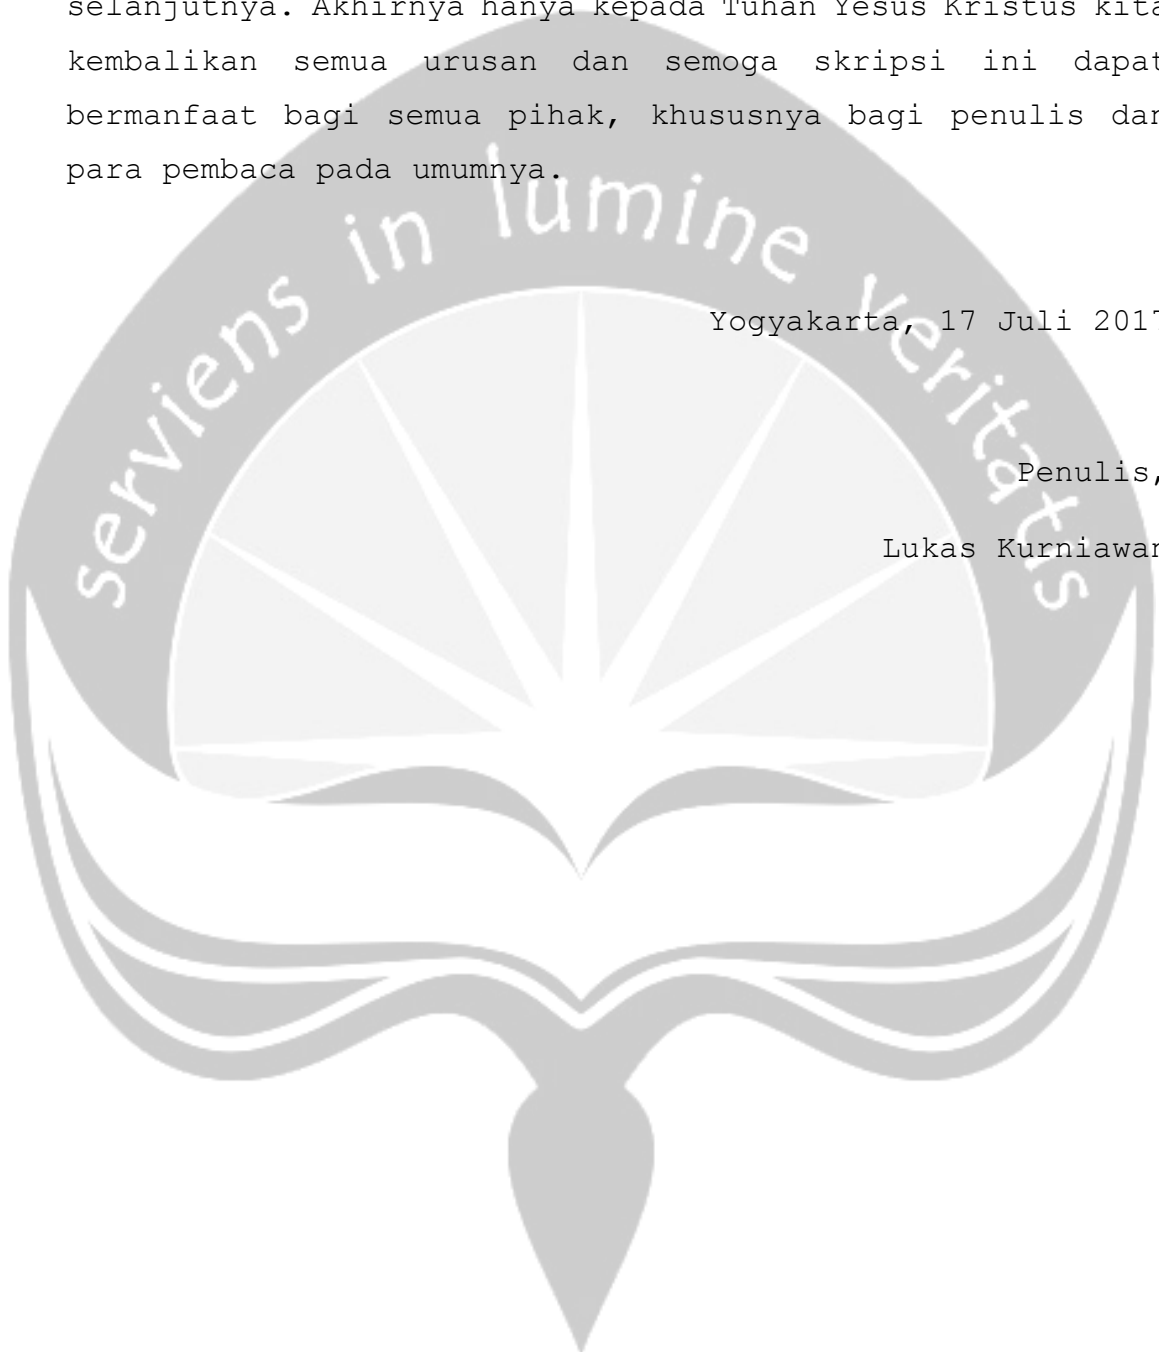 selanjutnya. Akhirnya hanya kepada Tuhan Yesus Kristus kita
kembalikan semua urusan dan semoga skripsi ini dapat
bermanfaat bagi semua pihak, khususnya bagi penulis dan
para pembaca pada umumnya.
serviens in lumine veritatis
Yogyakarta, 17 Juli 2017
Penulis,
Lukas Kurniawan